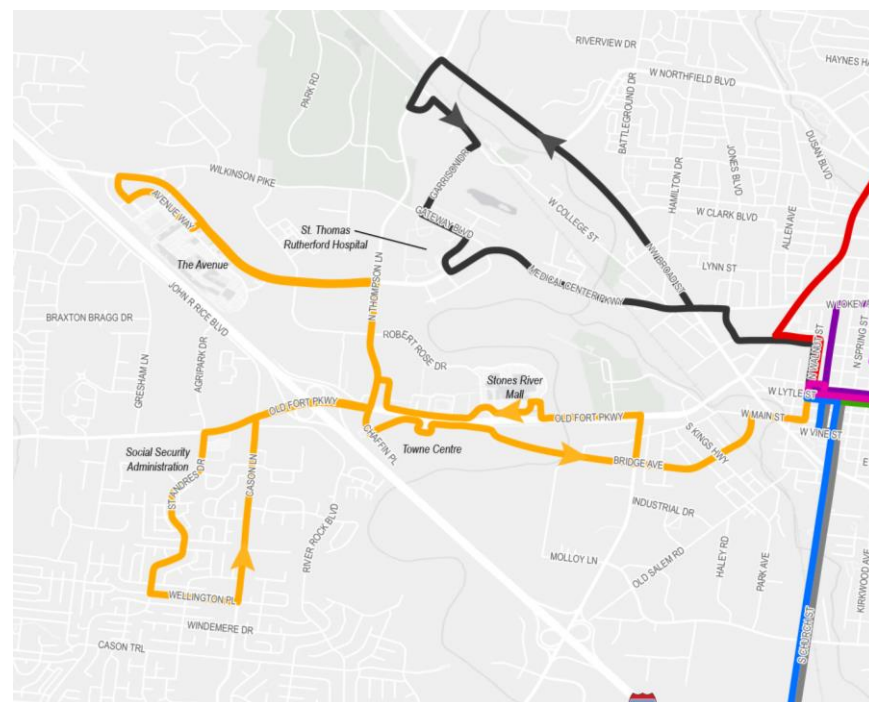 RIVERVIEW DR
HAYNES HA
W NORTHFIELD BLVD
BATTLEGROUND DR
PARK RD
DUSAN BLVD
JONES BLVD
HAMILTON DR
WILKINSON PIKE
GARRISON DR
W COLLEGE ST
W CLARK BLVD
ALLEN AVE
AVENUE WAY
GATEWAY BLVD
St. Thomas
Rutherford Hospital
The Avenue
LYNN ST
NW BROAD ST
MEDICAL CENTER PKWY
N THOMPSON LN
JOHN R RICE BLVD
BRAXTON BRAGG DR
ROBERT ROSE DR
N WALNUT ST
N SPRING ST
GRESHAM LN
AGRIPARK DR
Stones River
Mall
W LYTLE ST
OLD FORT PKWY
OLD FORT PKWY
W MAIN ST
W VINE ST
S KINGS HWY
CHAFFIN PL
Towne Centre
Social Security
Administration
ST ANDREWS DR
CASON LN
BRIDGE AVE
INDUSTRIAL DR
RIVER ROCK BLVD
MOLLOY LN
OLD SALEM RD
HALEY RD
PARK AVE
KIRKWOOD AVE
E
WELLINGTON PL
WINDEMERE DR
CASON TRL
S CHURCH ST